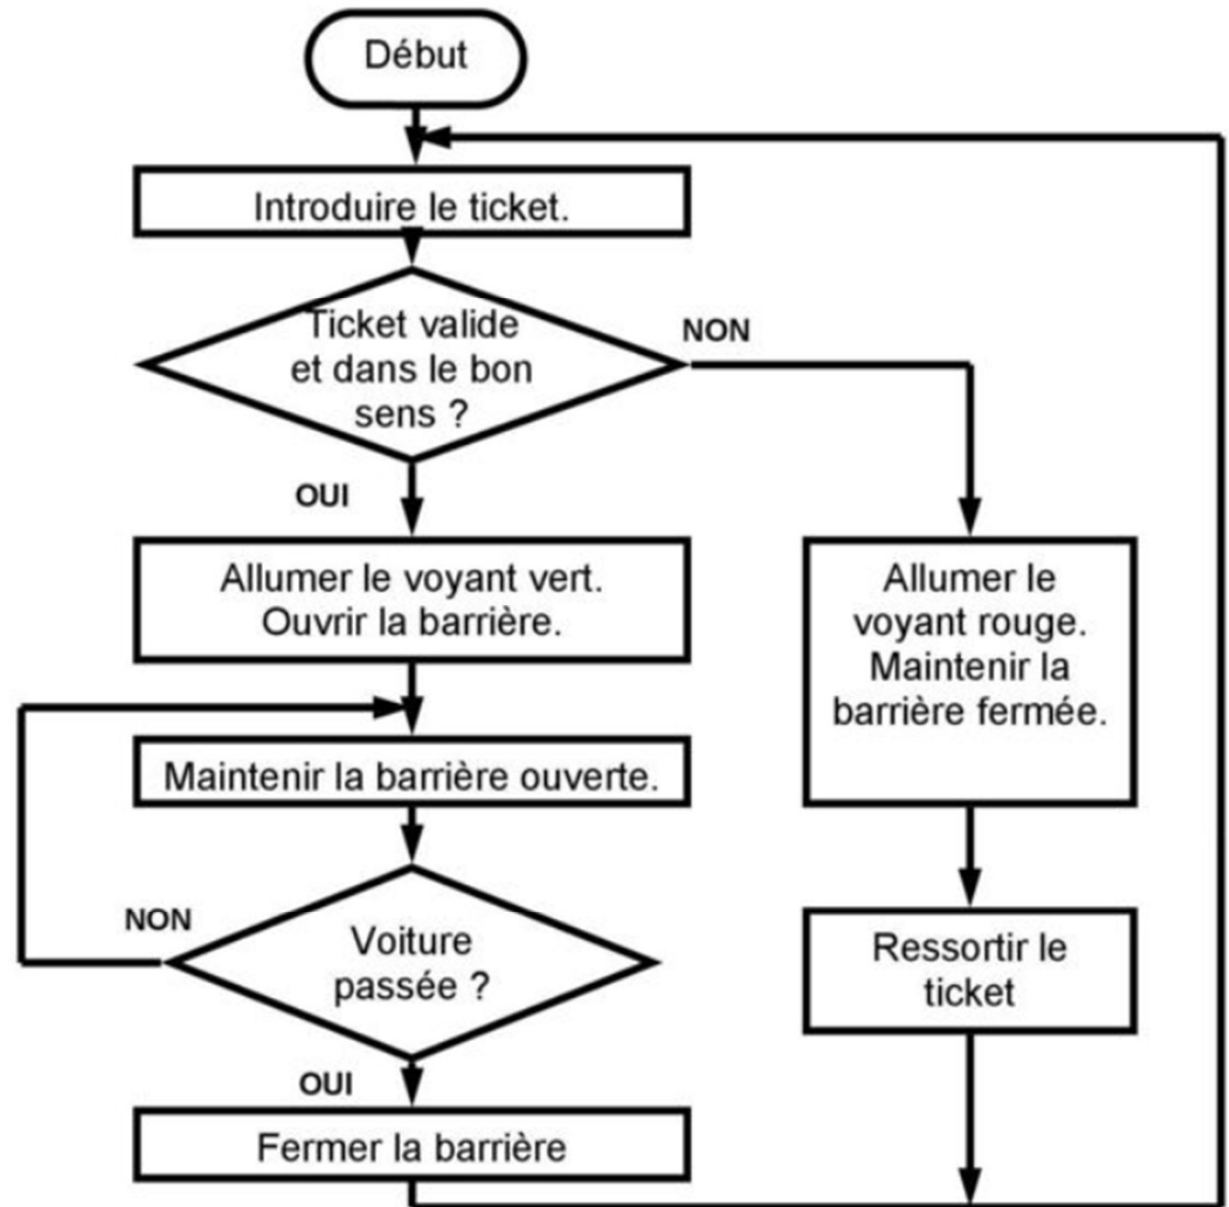 Début
Introduire le ticket.
Ticket valide
et dans le bon
sens ?
NON
OUI
Allumer le voyant vert.
Ouvrir la barrière.
Allumer le
voyant rouge.
Maintenir la
barrière fermée.
Maintenir la barrière ouverte.
NON
Voiture
passée ?
Ressortir le
ticket
OUI
Fermer la barrière